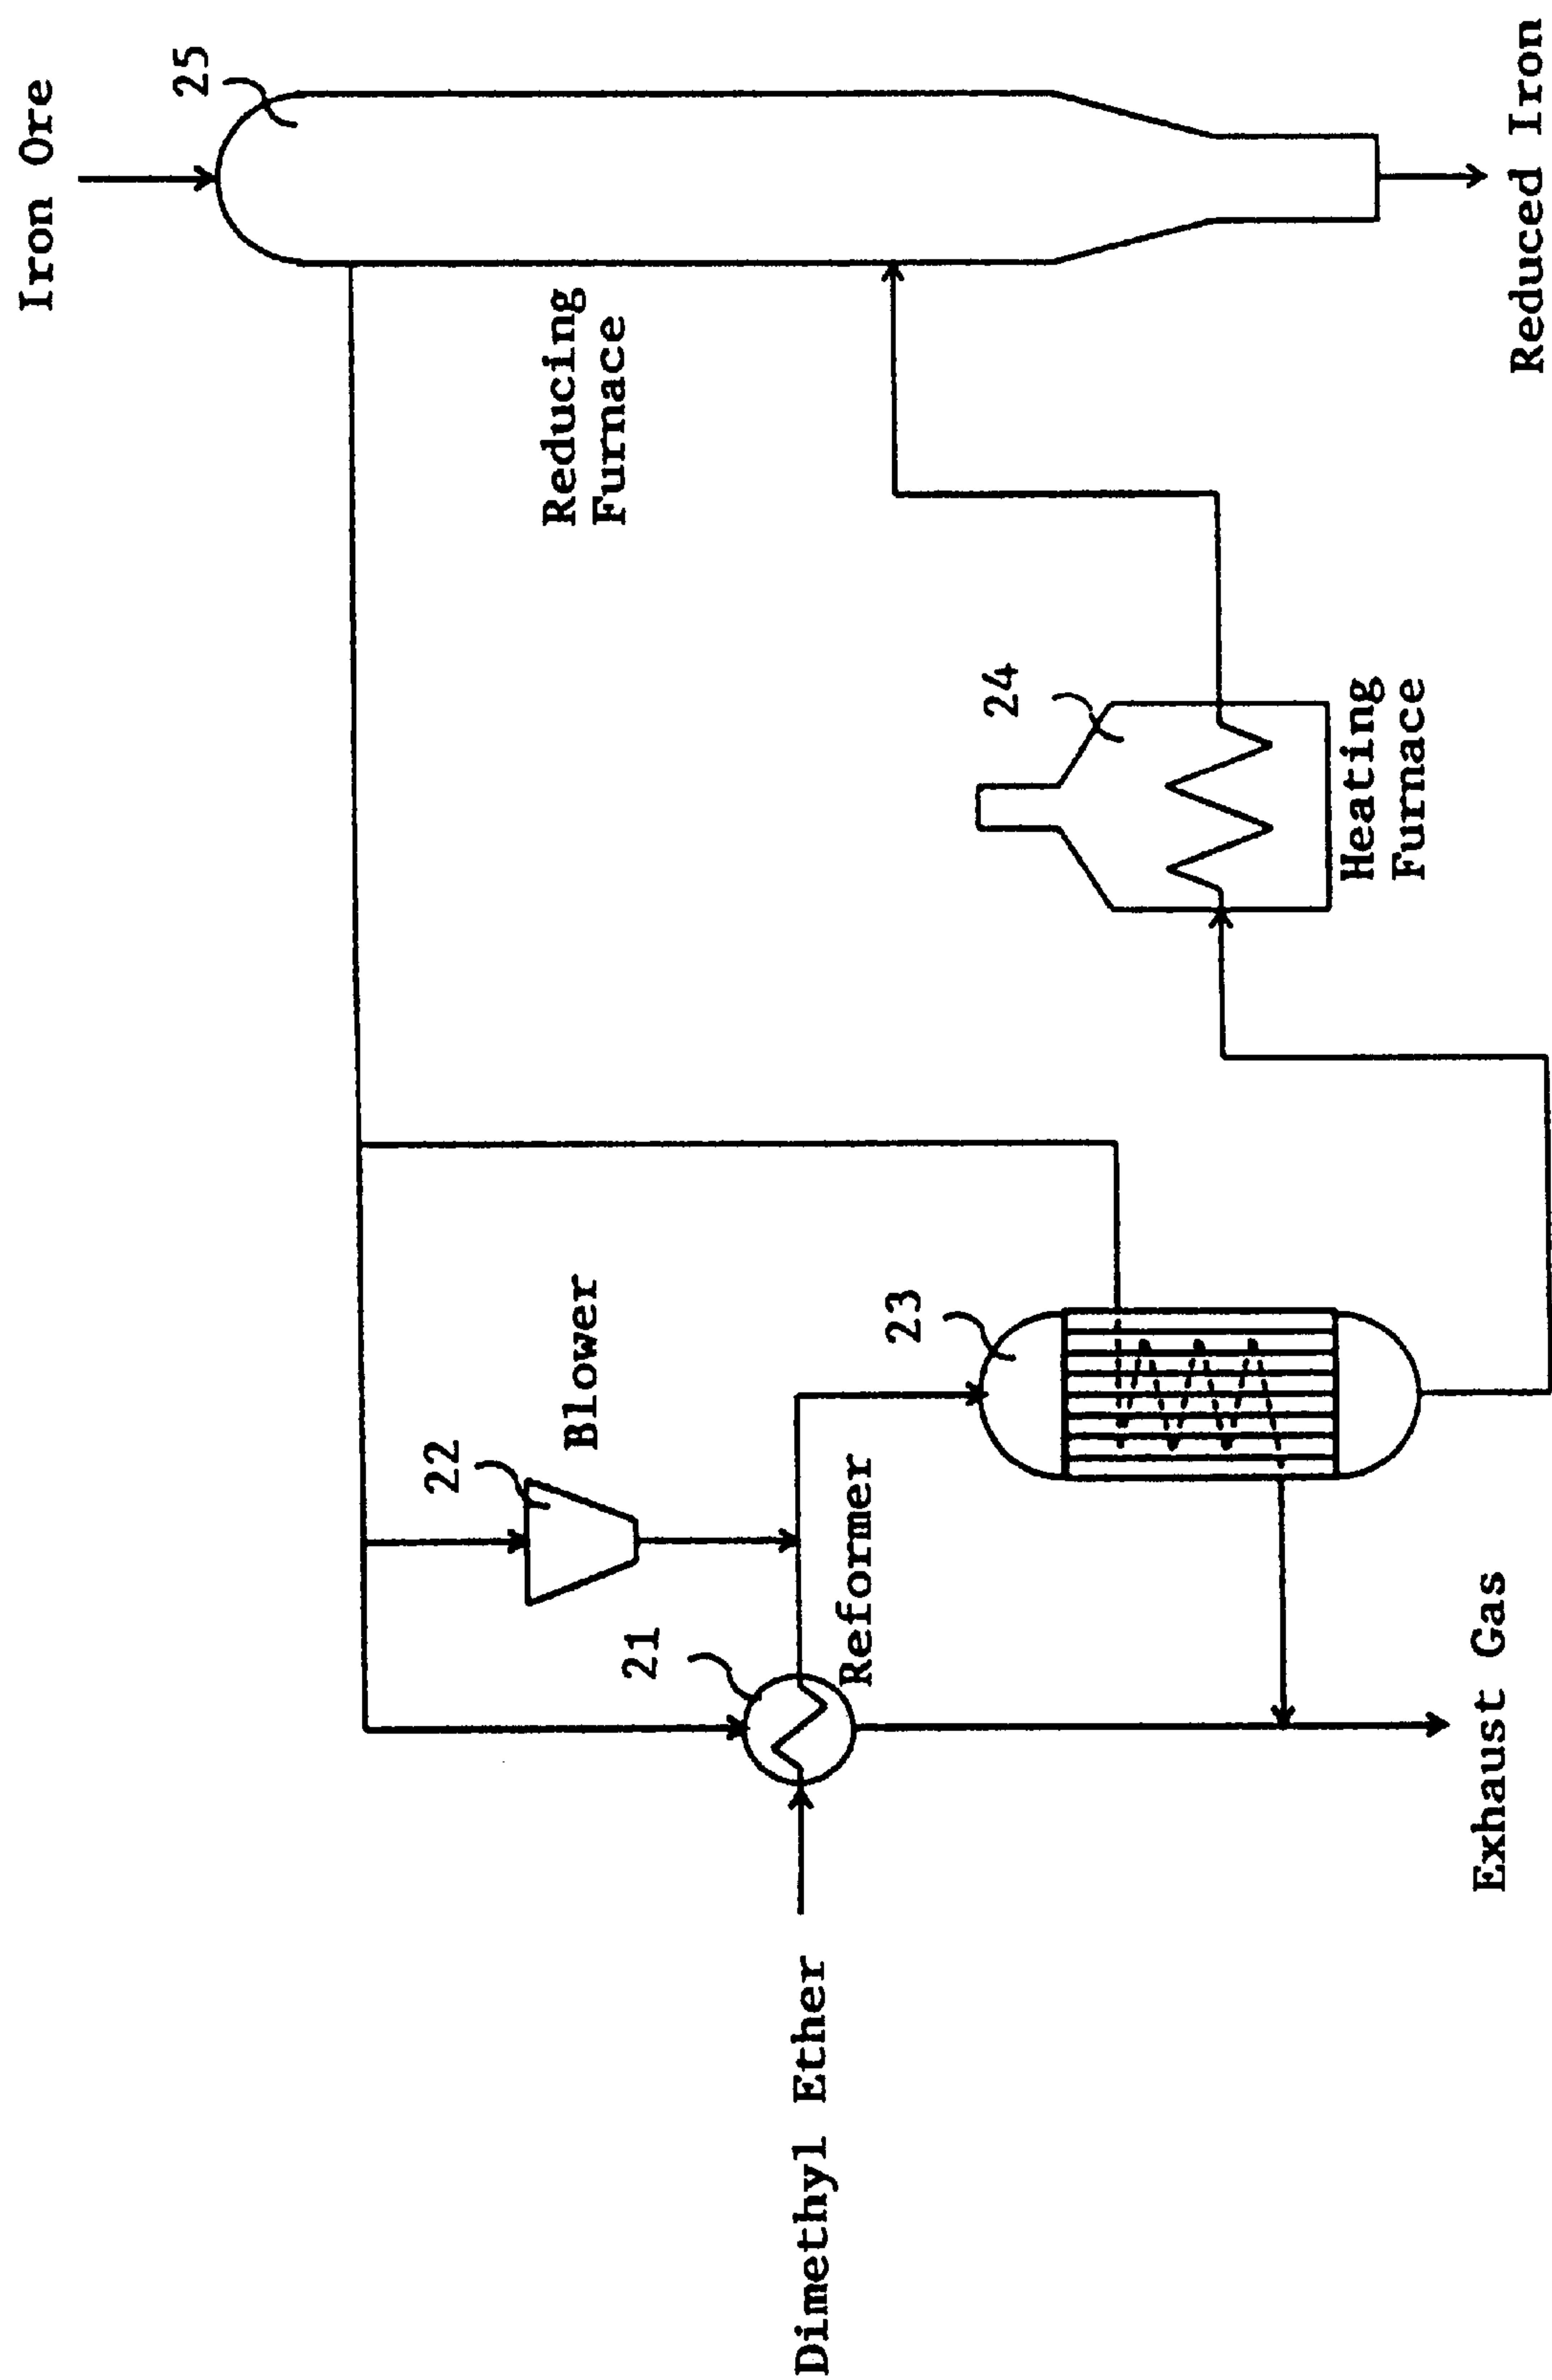 Iron Ore
25
Reducing
Furnace
Reduced Iron
24
Heating
Furnace
22
Blower
23
21
Reformer
Dimethyl Ether
Exhaust Gas